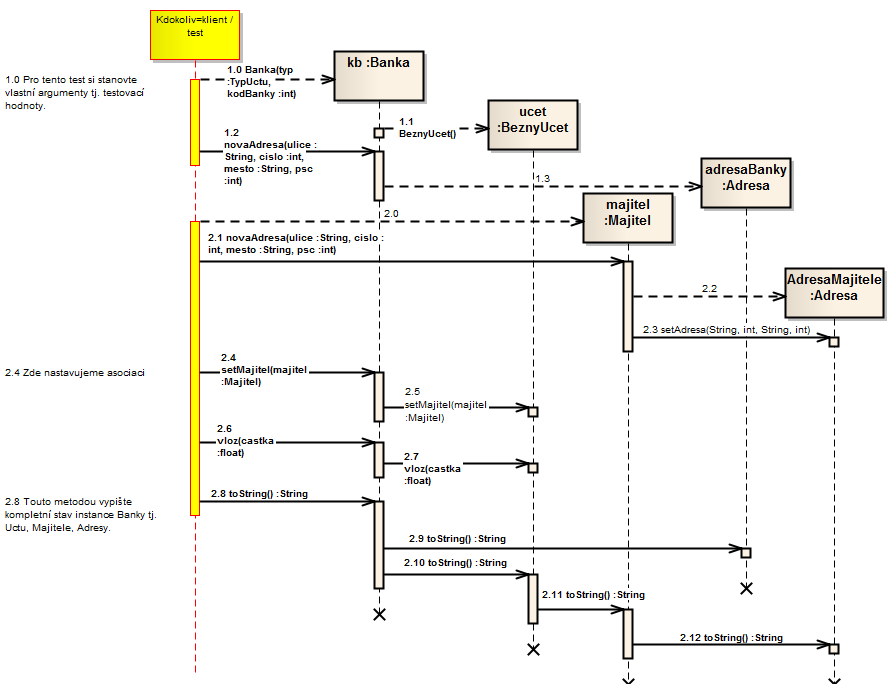 Kdokoliv=klient /
test
1.0 Pro tento test si stanovte
vlastní argumenty tj. testovací
hodnoty.
1.0 Banka(typ
:TypUctu,
kodBanky :int)
kb :Banka
1.1
BeznyUcet()
ucet
:BeznyUcet
1.2
novaAdresa(ulice :
String, cislo :int,
mesto :String, psc
:int)
1.3
adresaBanky
:Adresa
2.0
majitel
:Majitel
2.1 novaAdresa(ulice :String, cislo :
int, mesto :String, psc :int)
2.2
AdresaMajitele
:Adresa
2.3 setAdresa(String, int, String, int)
2.4 Zde nastavujeme asociaci
2.4
setMajitel(majitel
:Majitel)
2.5
setMajitel(majitel
:Majitel)
2.6
vloz(castka
:float)
2.7
vloz(castka
:float)
2.8 Touto metodou vypište
kompletní stav instance Banky tj.
Uctu, Majitele, Adresy.
2.8 toString() :String
2.9 toString() :String
2.10 toString() :String
2.11 toString() :String
2.12 toString() :String